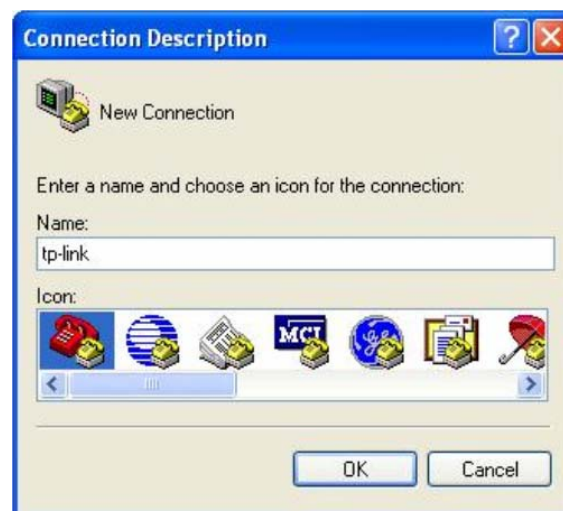 Connection Description
New Connection
Enter a name and choose an icon for the connection:
Name:
tp-link
Icon:
MCI
OK
Cancel